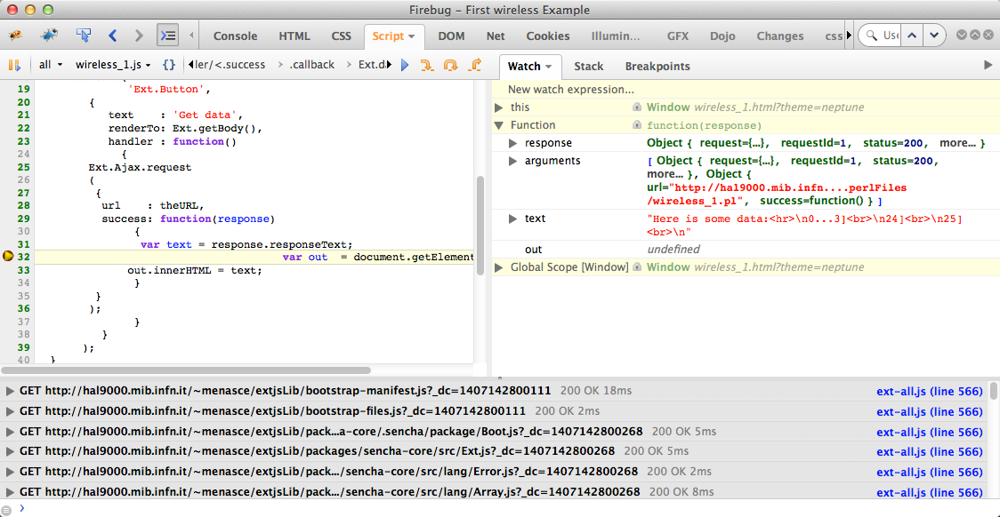 Firebug – First wireless Example
Console HTML CSS Script DOM Net Cookies Illumin... GFX Dojo Changes css
all wireless_1.js {} ler/<.success > .callback > Ext.d
Watch Stack Breakpoints
19 'Ext.Button',
20 {
21 text : 'Get data',
22 renderTo: Ext.getBody(),
23 handler : function()
24 {
25 Ext.Ajax.request
26 (
27 {
28 url : theURL,
29 success: function(response)
30 {
31 var text = response.responseText;
32 var out = document.getElement
33 out.innerHTML = text;
34 }
35 }
36 );
37 }
38 }
39 );
40 }
New watch expression...
this Window wireless_1.html?theme=neptune
Function function(response)
response Object { request={...}, requestId=1, status=200, more... }
arguments [ Object { request={...}, requestId=1, status=200,
more... }, Object {
url="http://hal9000.mib.infn....perlFiles
/wireless_1.pl", success=function() } ]
text "Here is some data:<hr>\n0...3]<br>\n24]<br>\n25]
<br>\n"
out undefined
Global Scope [Window] Window wireless_1.html?theme=neptune
GET http://hal9000.mib.infn.it/~menasce/extjsLib/bootstrap-manifest.js?_dc=1407142800111 200 OK 18ms ext-all.js (line 566)
GET http://hal9000.mib.infn.it/~menasce/extjsLib/bootstrap-files.js?_dc=1407142800111 200 OK 2ms ext-all.js (line 566)
GET http://hal9000.mib.infn.it/~menasce/extjsLib/pack...a-core/.sencha/package/Boot.js?_dc=1407142800268 200 OK 5ms ext-all.js (line 566)
GET http://hal9000.mib.infn.it/~menasce/extjsLib/packages/sencha-core/src/Ext.js?_dc=1407142800268 200 OK 5ms ext-all.js (line 566)
GET http://hal9000.mib.infn.it/~menasce/extjsLib/pack.../sencha-core/src/lang/Error.js?_dc=1407142800268 200 OK 2ms ext-all.js (line 566)
GET http://hal9000.mib.infn.it/~menasce/extjsLib/pack.../sencha-core/src/lang/Array.js?_dc=1407142800268 200 OK 8ms ext-all.js (line 566)